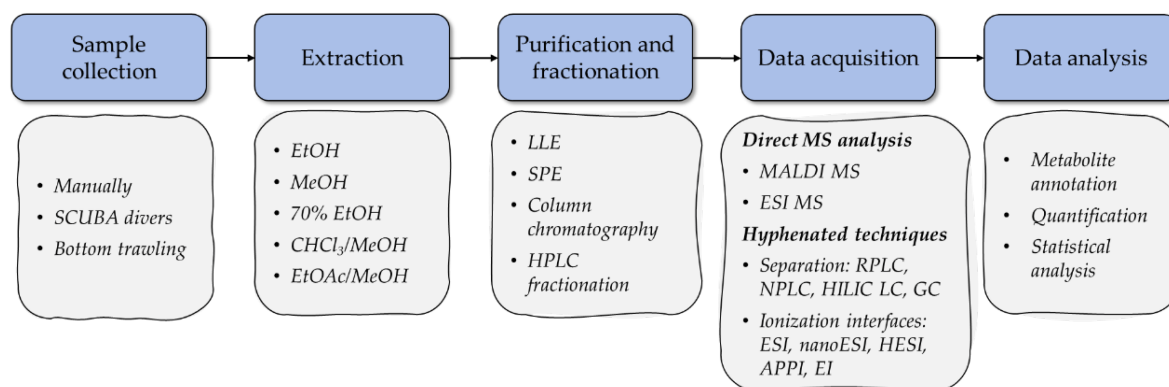 Sample
collection
Extraction
Purification and
fractionation
Data acquisition
Data analysis
• Manually
• SCUBA divers
• Bottom trawling
• EtOH
• MeOH
• 70% EtOH
• CHCl₃/MeOH
• EtOAc/MeOH
• LLE
• SPE
• Column
chromatography
• HPLC
fractionation
Direct MS analysis
• MALDI MS
• ESI MS
Hyphenated techniques
• Separation: RPLC,
NPLC, HILIC LC, GC
• Ionization interfaces:
ESI, nanoESI, HESI,
APPI, EI
• Metabolite
annotation
• Quantification
• Statistical
analysis